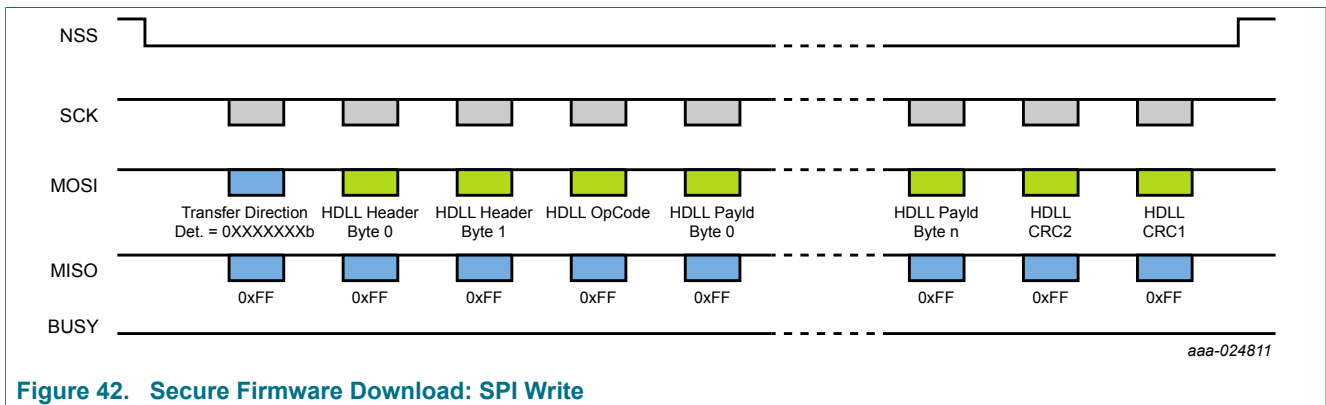 NSS
SCK
MOSI
Transfer Direction HDLL Header HDLL Header HDLL OpCode HDLL Payld HDLL Payld HDLL HDLL
Det. = 0XXXXXXXb Byte 0 Byte 1 Byte 0 Byte n CRC2 CRC1
MISO
0xFF 0xFF 0xFF 0xFF 0xFF 0xFF 0xFF 0xFF
BUSY
aaa-024811
Figure 42. Secure Firmware Download: SPI Write